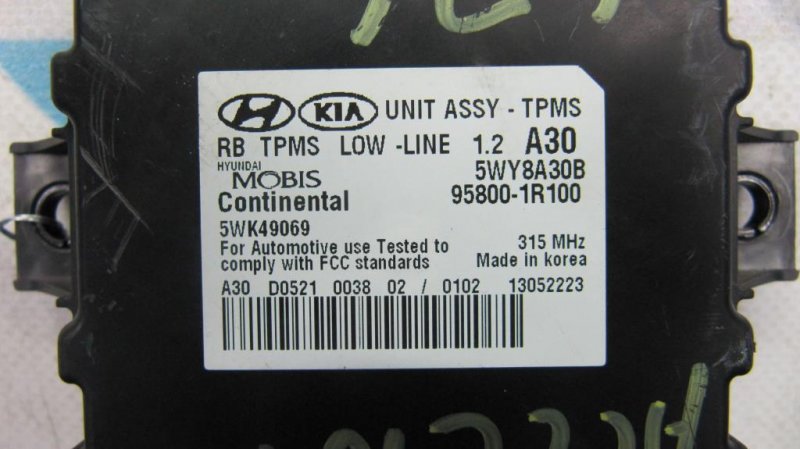 KIA UNIT ASSY - TPMS
RB TPMS LOW -LINE 1.2 A30
HYUNDAI 5WY8A30B
MOBIS
Continental 95800-1R100
5WK49069
For Automotive use Tested to 315 MHz
comply with FCC standards Made in korea
A30 D0521 0038 02 / 0102 13052223